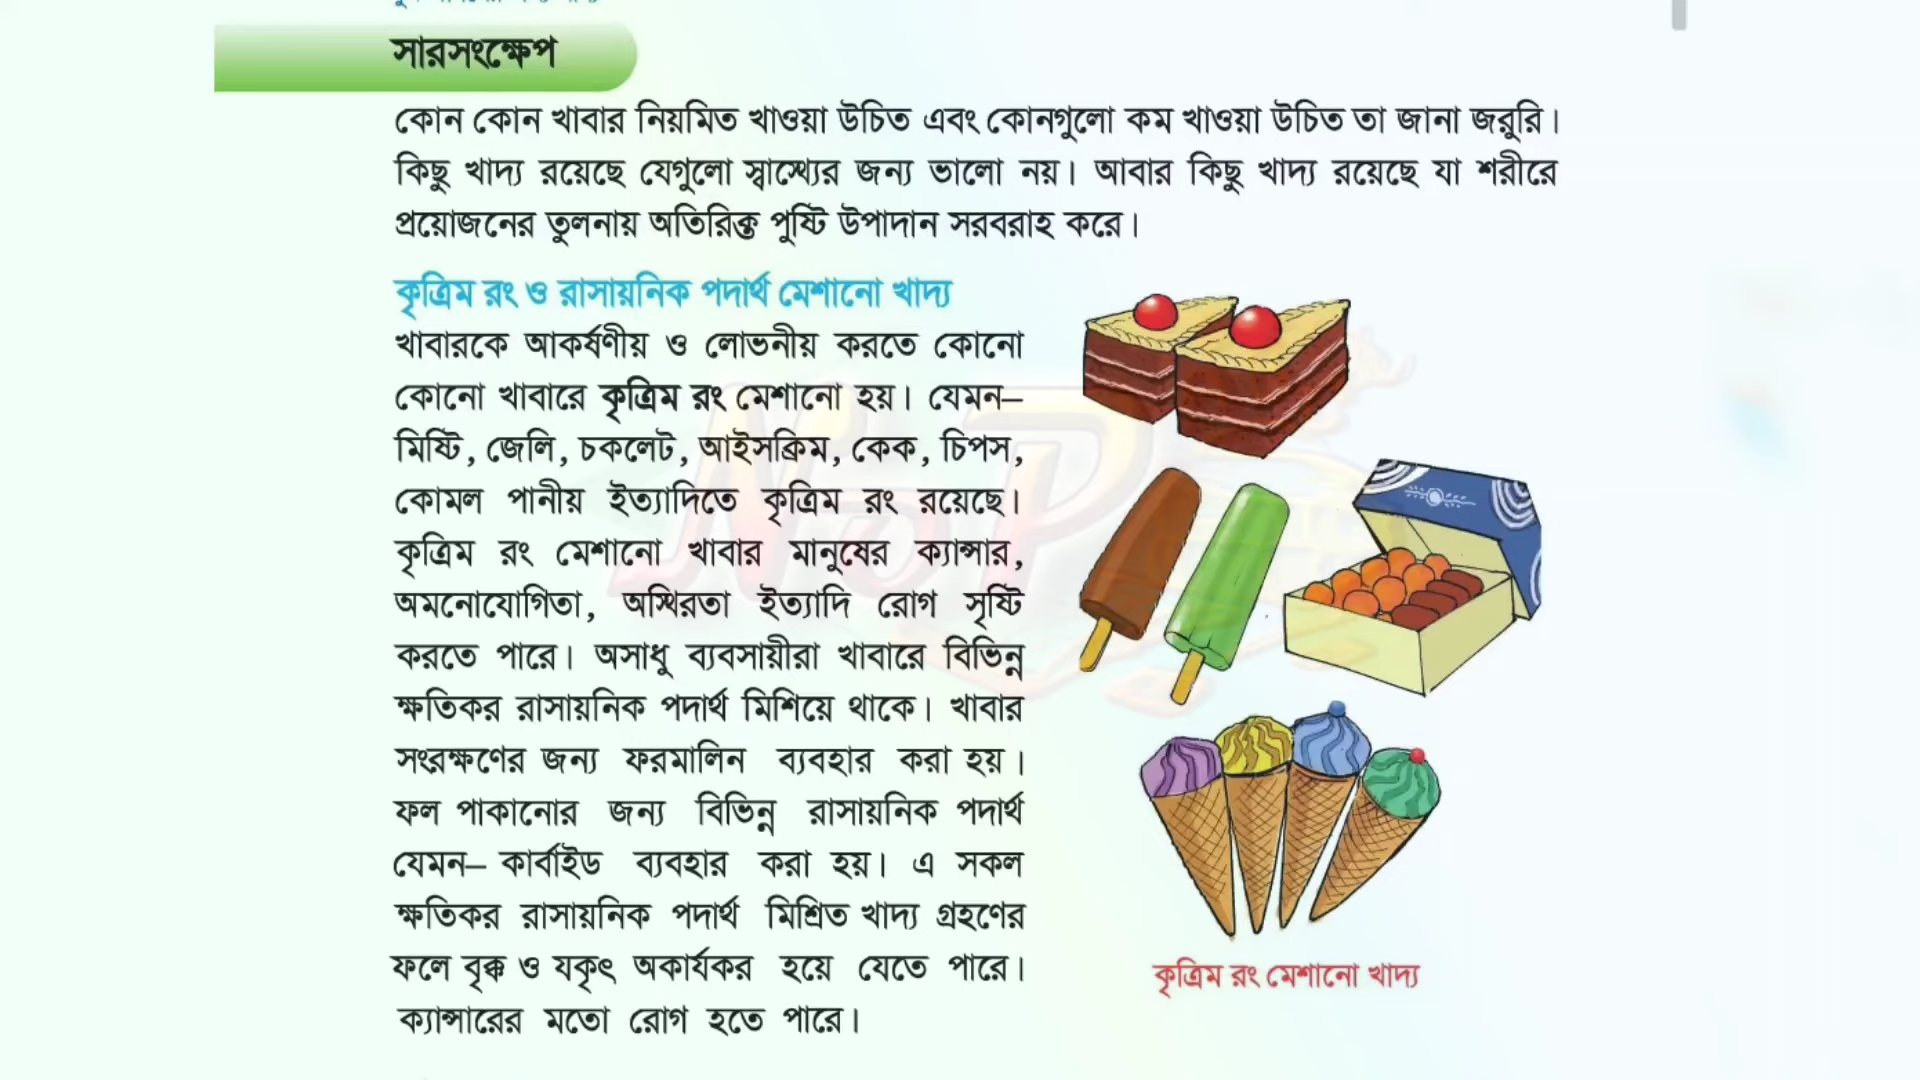 সারসংক্ষেপ
কোন কোন খাবার নিয়মিত খাওয়া উচিত এবং কোনগুলো কম খাওয়া উচিত তা জানা জরুরি।
কিছু খাদ্য রয়েছে যেগুলো স্বাস্থ্যের জন্য ভালো নয়। আবার কিছু খাদ্য রয়েছে যা শরীরে
প্রয়োজনের তুলনায় অতিরিক্ত পুষ্টি উপাদান সরবরাহ করে।
কৃত্রিম রং ও রাসায়নিক পদার্থ মেশানো খাদ্য
খাবারকে আকর্ষণীয় ও লোভনীয় করতে কোনো
কোনো খাবারে কৃত্রিম রং মেশানো হয়। যেমন–
মিষ্টি, জেলি, চকলেট, আইসক্রিম, কেক, চিপস,
কোমল পানীয় ইত্যাদিতে কৃত্রিম রং রয়েছে।
কৃত্রিম রং মেশানো খাবার মানুষের ক্যান্সার,
অমনোযোগিতা, অস্থিরতা ইত্যাদি রোগ সৃষ্টি
করতে পারে। অসাধু ব্যবসায়ীরা খাবারে বিভিন্ন
ক্ষতিকর রাসায়নিক পদার্থ মিশিয়ে থাকে। খাবার
সংরক্ষণের জন্য ফরমালিন ব্যবহার করা হয়।
ফল পাকানোর জন্য বিভিন্ন রাসায়নিক পদার্থ
যেমন– কার্বাইড ব্যবহার করা হয়। এ সকল
ক্ষতিকর রাসায়নিক পদার্থ মিশ্রিত খাদ্য গ্রহণের
ফলে বৃক্ক ও যকৃৎ অকার্যকর হয়ে যেতে পারে।
ক্যান্সারের মতো রোগ হতে পারে।
কৃত্রিম রং মেশানো খাদ্য